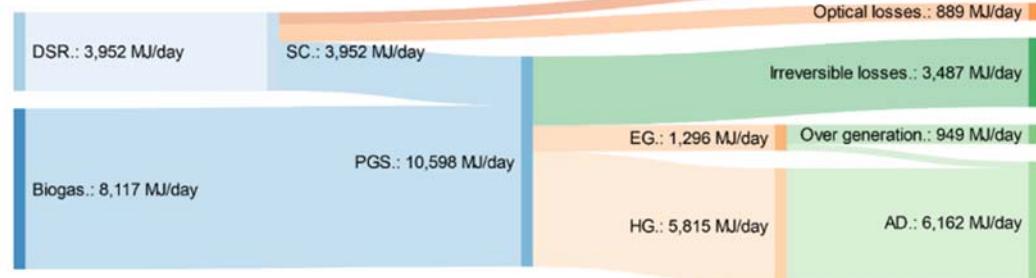 Optical losses.: 889 MJ/day
DSR.: 3,952 MJ/day
SC.: 3,952 MJ/day
Irreversible losses.: 3,487 MJ/day
EG.: 1,296 MJ/day
Over generation.: 949 MJ/day
PGS.: 10,598 MJ/day
Biogas.: 8,117 MJ/day
HG.: 5,815 MJ/day
AD.: 6,162 MJ/day